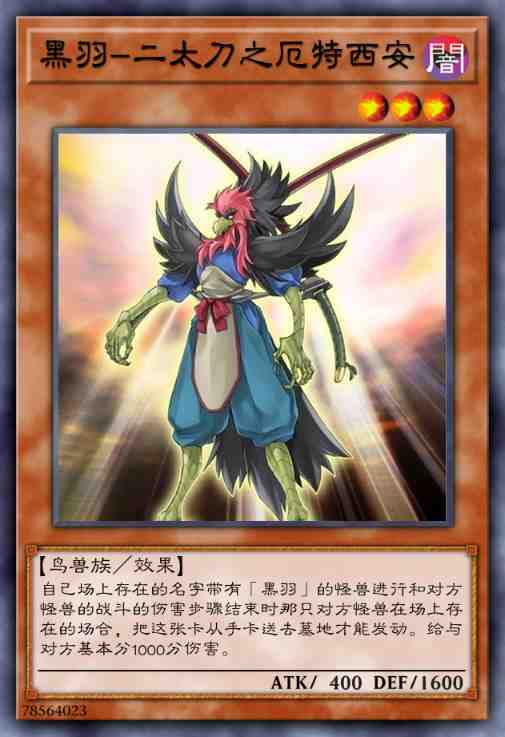 黑羽-二太刀之厄特西安
闇
【鸟兽族／效果】
自己场上存在的名字带有「黑羽」的怪兽进行和对方
怪兽的战斗的伤害步骤结束时那只对方怪兽在场上存
在的场合，把这张卡从手卡送去墓地才能发动。给与
对方基本分1000分伤害。
ATK/ 400 DEF/1600
78564023